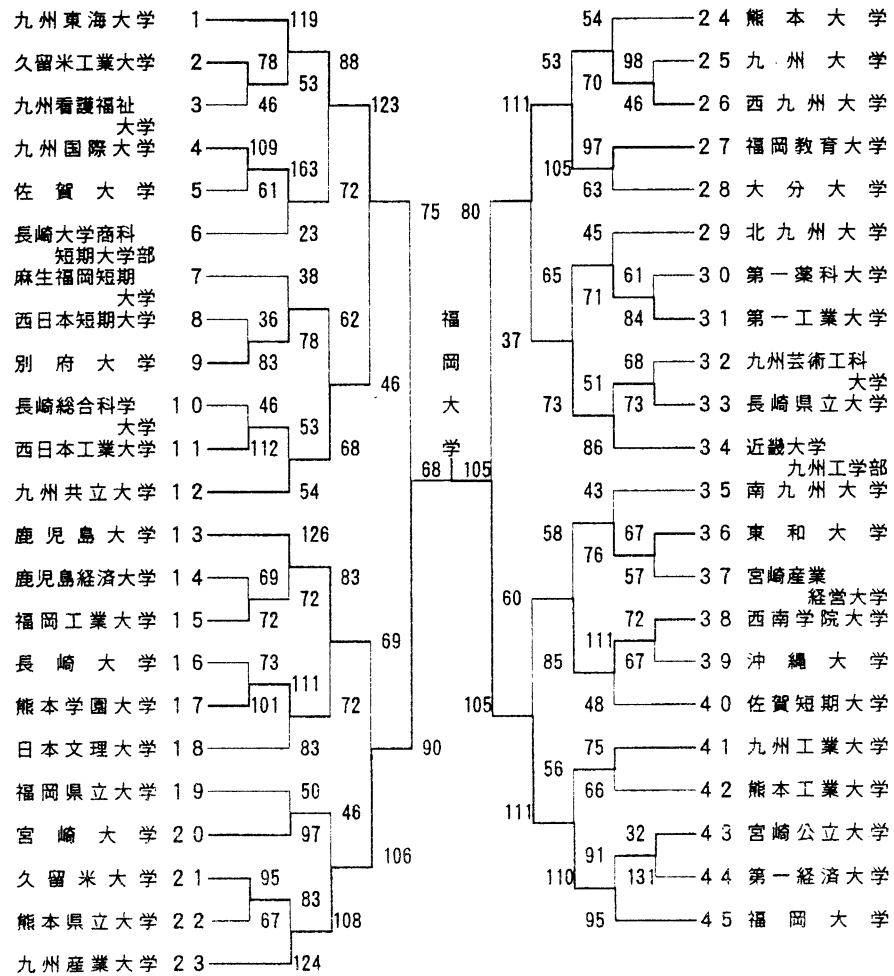 九州東海大学 1 119
久留米工業大学 2 78 53 88
九州看護福祉大学 3 46 123
九州国際大学 4 109 163
佐賀大学 5 61 72
長崎大学商科短期大学部 6 23 75
麻生福岡短期大学 7 38
西日本短期大学 8 36 78 62
別府大学 9 83 46
長崎総合科学大学 10 46 53
西日本工業大学 11 112 68
九州共立大学 12 54 68
鹿児島大学 13 126
鹿児島経済大学 14 69 72 83
福岡工業大学 15 72 69
長崎大学 16 73 111
熊本学園大学 17 101 72
日本文理大学 18 83 90
福岡県立大学 19 50 46
宮崎大学 20 97 106
久留米大学 21 95 83
熊本県立大学 22 67 108
九州産業大学 23 124
福岡大学
54 24 熊本大学
53 70 98 25 九州大学
111 46 26 西九州大学
105 97 27 福岡教育大学
63 28 大分大学
80 45 29 北九州大学
65 71 61 30 第一薬科大学
84 31 第一工業大学
37 51 68 32 九州芸術工科大学
73 73 33 長崎県立大学
86 34 近畿大学九州工学部
105 43 35 南九州大学
58 76 67 36 東和大学
57 37 宮崎産業経営大学
60 111 72 38 西南学院大学
85 67 39 沖縄大学
105 48 40 佐賀短期大学
56 75 41 九州工業大学
66 42 熊本工業大学
111 91 32 43 宮崎公立大学
110 131 44 第一経済大学
95 45 福岡大学